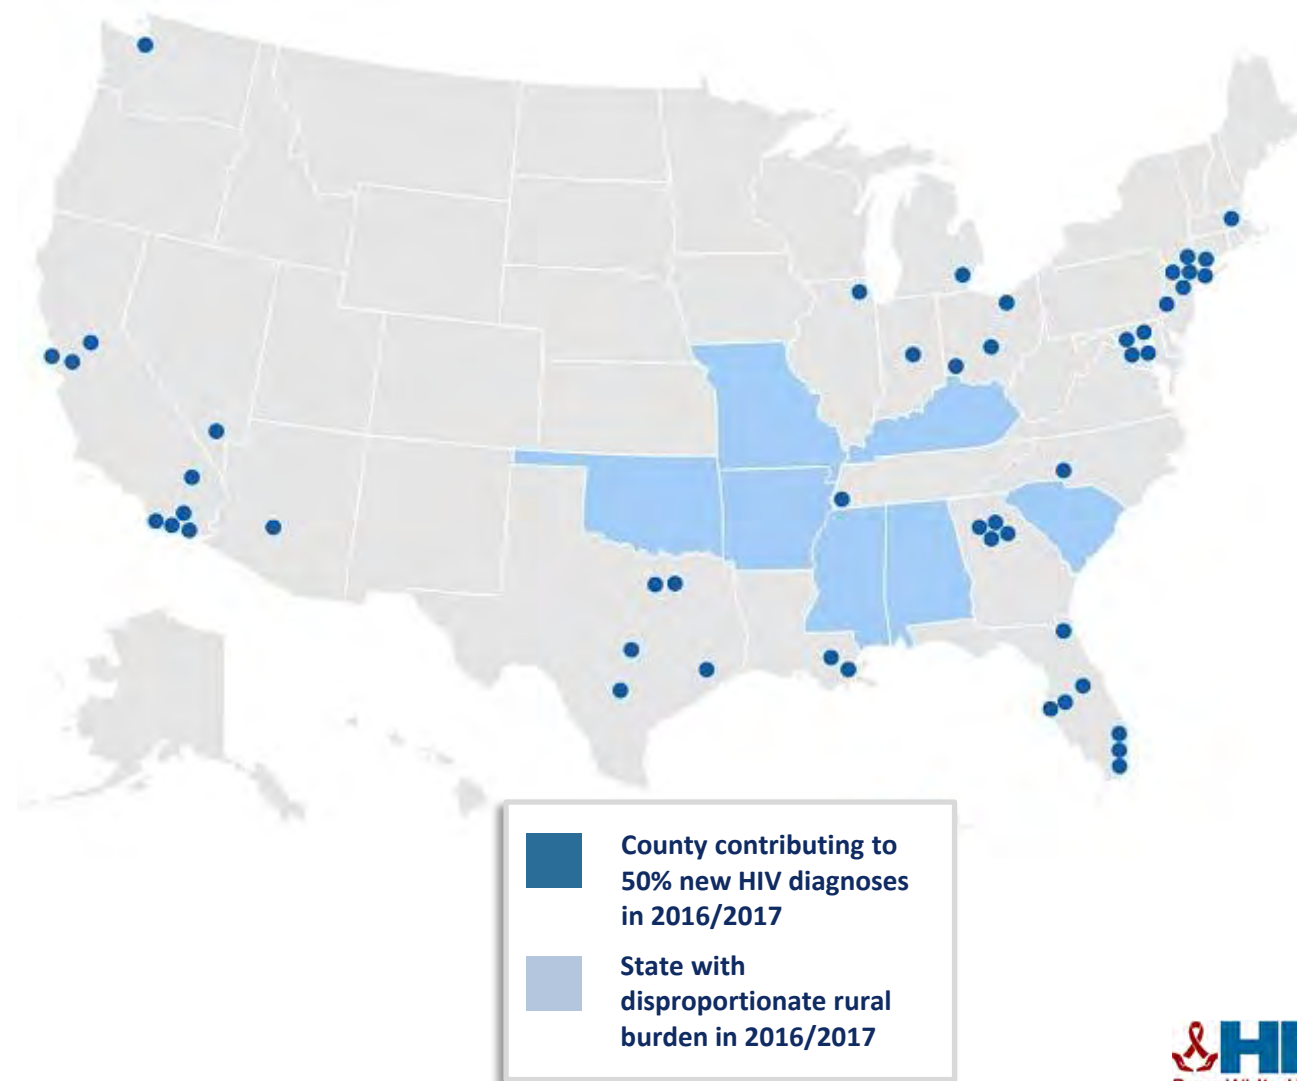 County contributing to
50% new HIV diagnoses
in 2016/2017
State with
disproportionate rural
burden in 2016/2017